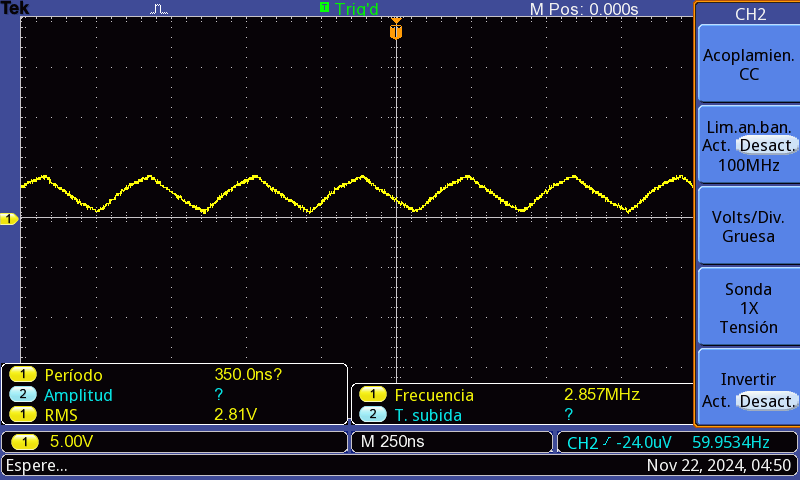 Tek T Trig'd M Pos: 0.000s CH2
T
Acoplamien.
CC
Lim.an.ban.
Act. Desact.
100MHz
1
Volts/Div.
Gruesa
Sonda
1X
Tensión
Invertir
Act. Desact.
1 Período 350.0ns?
2 Amplitud ?
1 RMS 2.81V
1 Frecuencia 2.857MHz
2 T. subida ?
1 5.00V M 250ns CH2 -24.0uV 59.9534Hz
Espere... Nov 22, 2024, 04:50